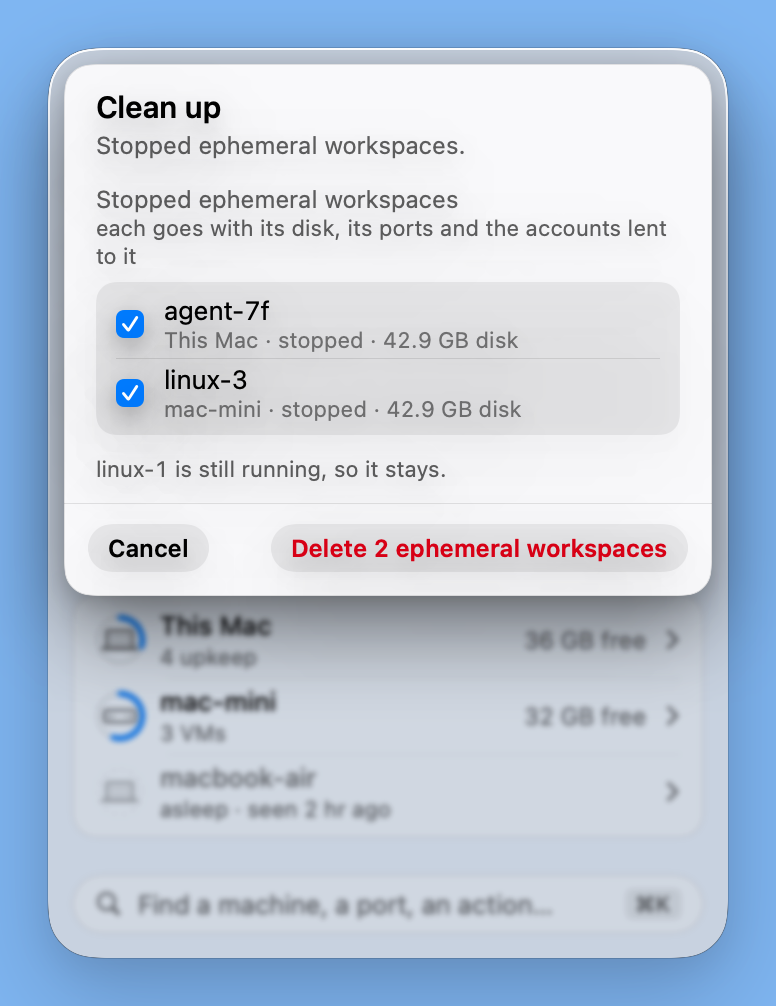 Clean up
Stopped ephemeral workspaces.
Stopped ephemeral workspaces
each goes with its disk, its ports and the accounts lent
to it
agent-7f
This Mac · stopped · 42.9 GB disk
linux-3
mac-mini · stopped · 42.9 GB disk
linux-1 is still running, so it stays.
Cancel
Delete 2 ephemeral workspaces
This Mac
36 GB free
4 upkeep
mac-mini
32 GB free
3 VMs
macbook-air
asleep · seen 2 hr ago
Find a machine, a port, an action...
⌘K